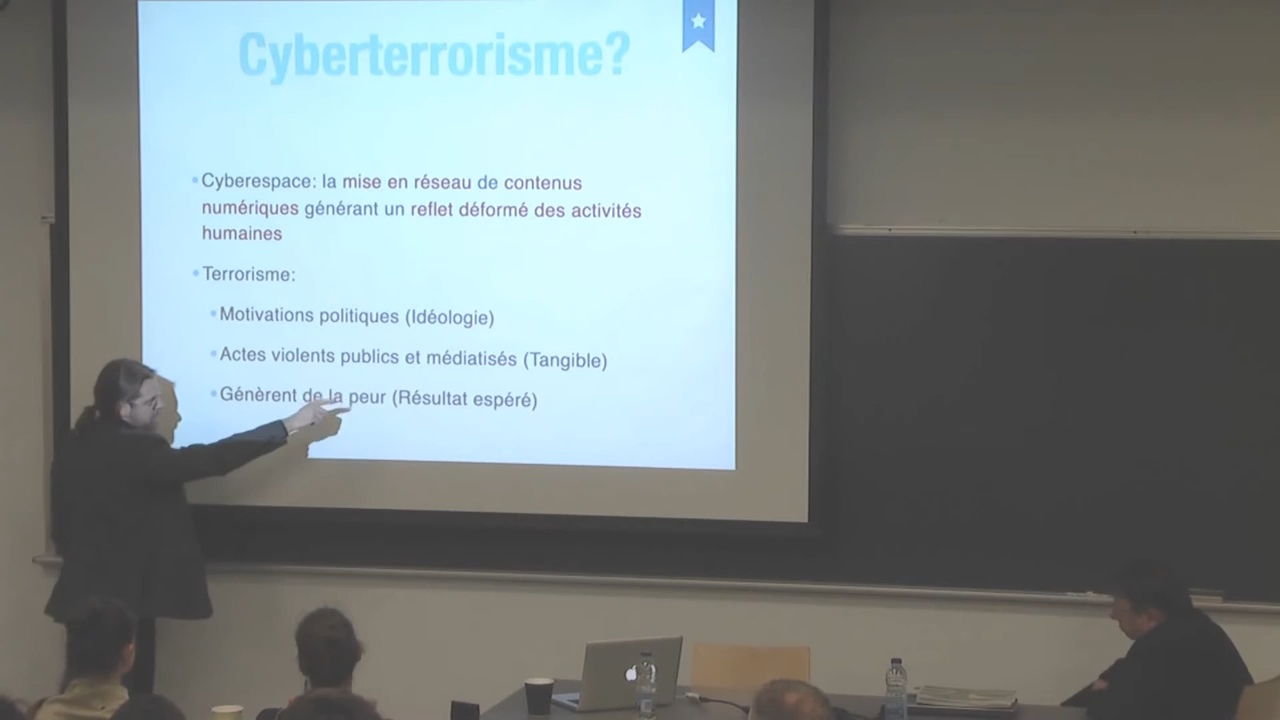 Cyberterrorisme?
Cyberespace: la mise en réseau de contenus
numériques générant un reflet déformé des activités
humaines
Terrorisme:
Motivations politiques (Idéologie)
Actes violents publics et médiatisés (Tangible)
Génèrent de la peur (Résultat espéré)